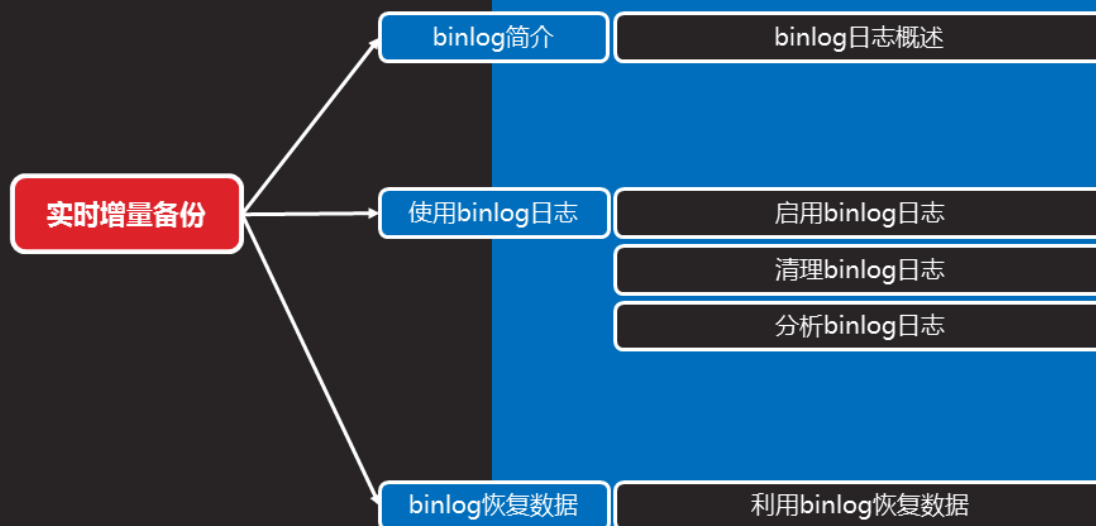 binlog简介
binlog日志概述
实时增量备份
使用binlog日志
启用binlog日志
清理binlog日志
分析binlog日志
binlog恢复数据
利用binlog恢复数据